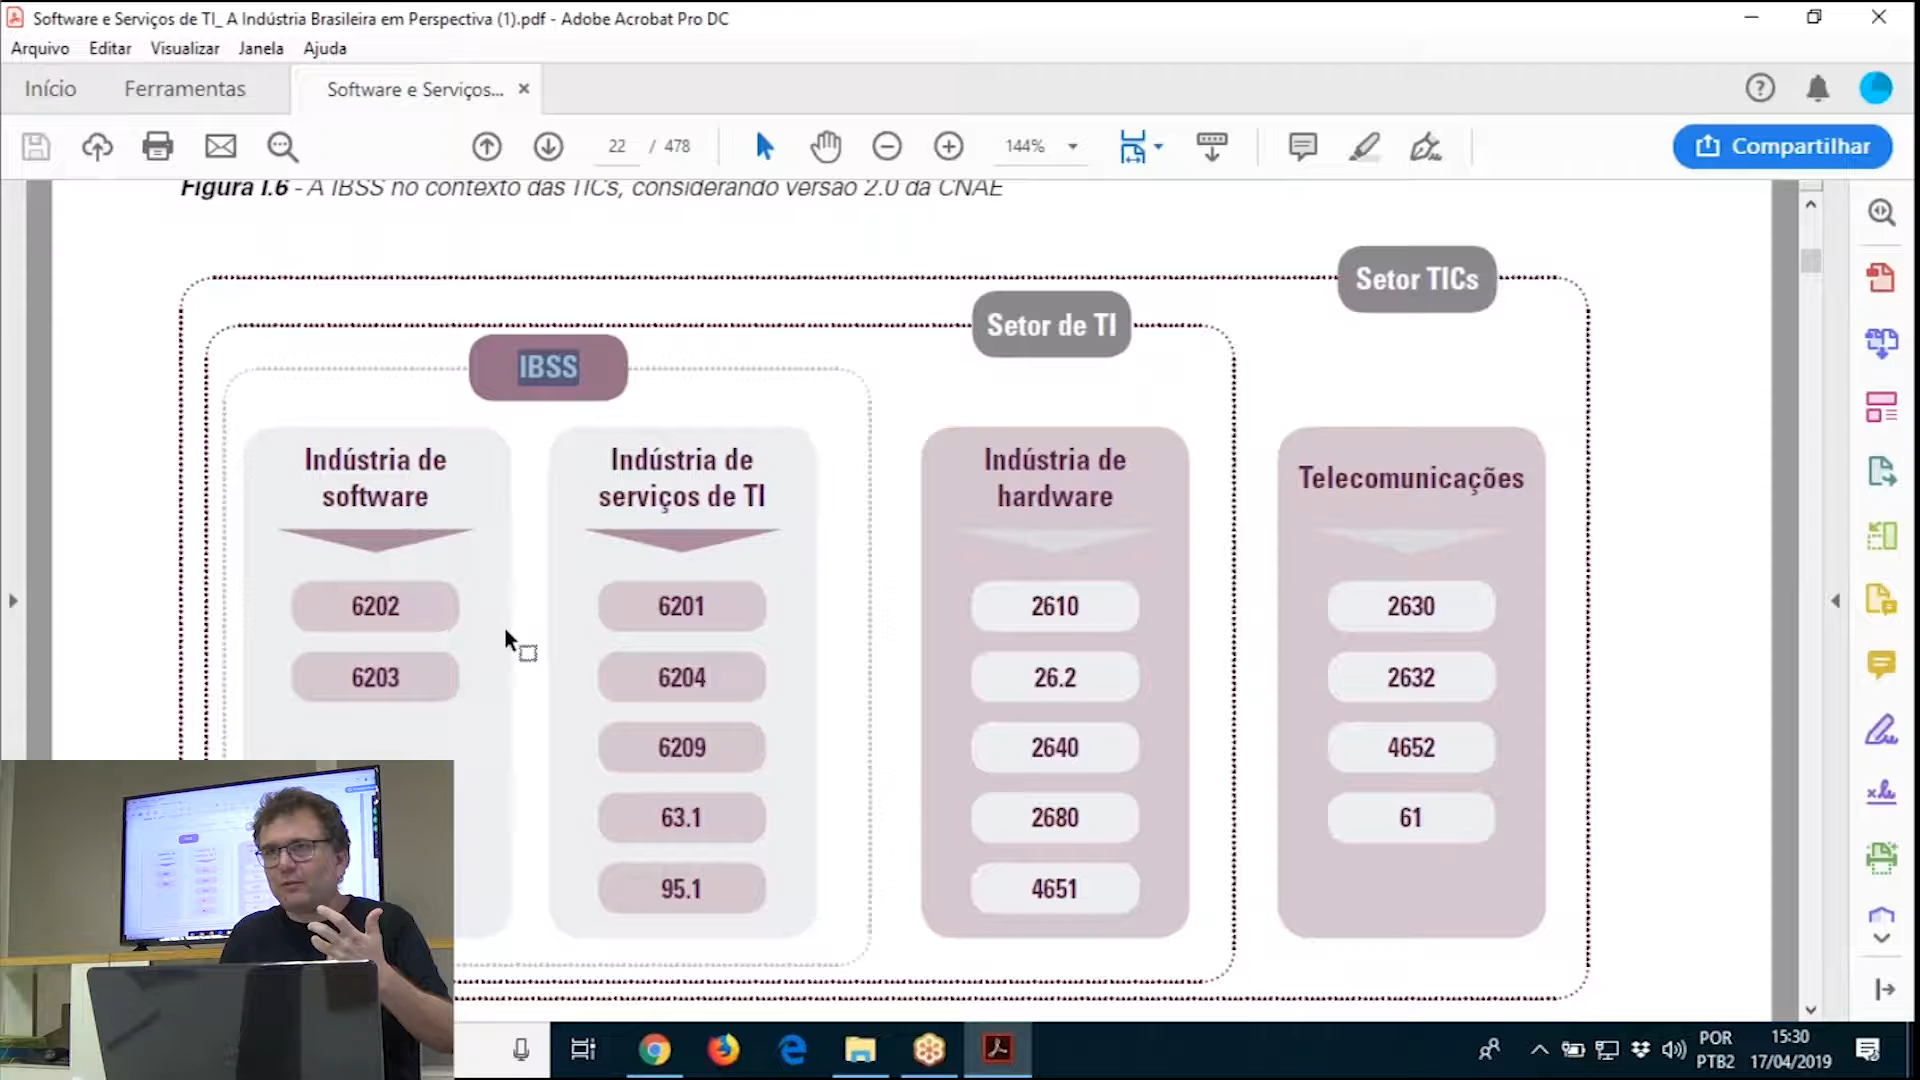 Software e Serviços de TI_ A Indústria Brasileira em Perspectiva (1).pdf - Adobe Acrobat Pro DC
Arquivo Editar Visualizar Janela Ajuda
Início Ferramentas Software e Serviços... ×
22 / 478 144% Compartilhar
Figura I.6 - A IBSS no contexto das TICs, considerando versão 2.0 da CNAE
Setor TICs
Setor de TI
IBSS
Indústria de
software
6202
6203
Indústria de
serviços de TI
6201
6204
6209
63.1
95.1
Indústria de
hardware
2610
26.2
2640
2680
4651
Telecomunicações
2630
2632
4652
61
POR
PTB2
15:30
17/04/2019